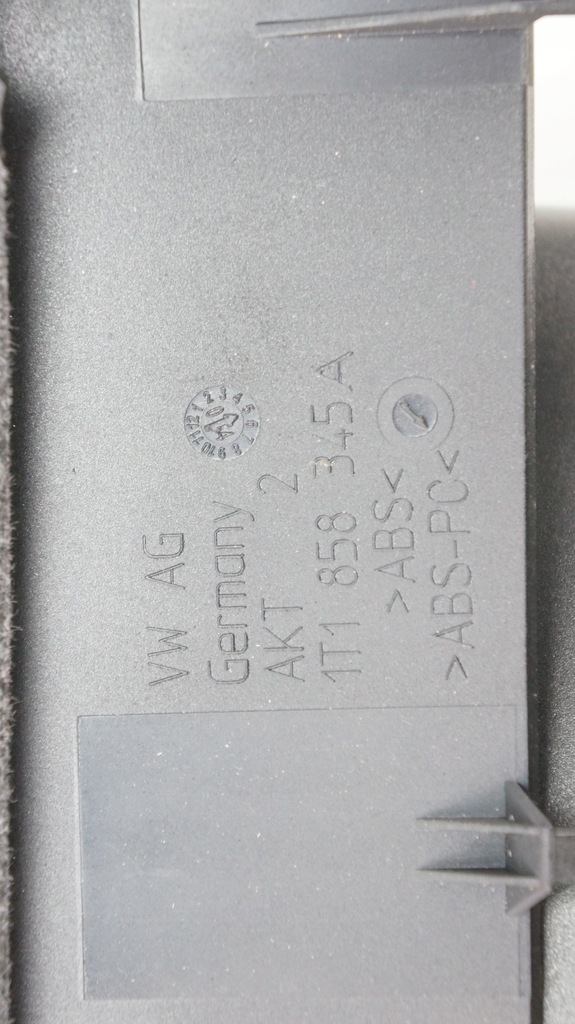 VW AG
Germany
AKT 2
1T1 858 345 A
>ABS<
>ABS-PC<